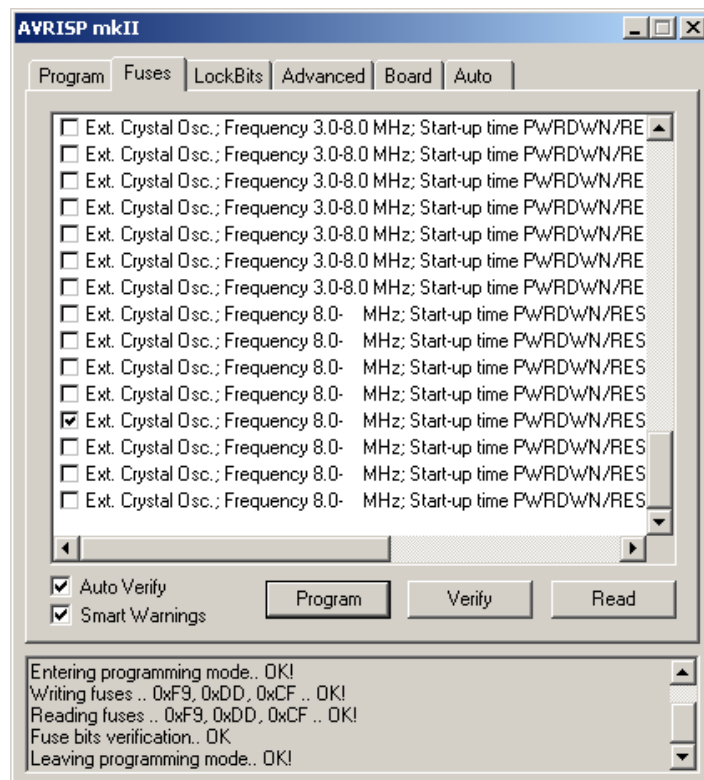 AVRISP mkII
Program Fuses LockBits Advanced Board Auto
Ext. Crystal Osc.; Frequency 3.0-8.0 MHz; Start-up time PWRDWN/RE
Ext. Crystal Osc.; Frequency 3.0-8.0 MHz; Start-up time PWRDWN/RE
Ext. Crystal Osc.; Frequency 3.0-8.0 MHz; Start-up time PWRDWN/RE
Ext. Crystal Osc.; Frequency 3.0-8.0 MHz; Start-up time PWRDWN/RE
Ext. Crystal Osc.; Frequency 3.0-8.0 MHz; Start-up time PWRDWN/RE
Ext. Crystal Osc.; Frequency 3.0-8.0 MHz; Start-up time PWRDWN/RE
Ext. Crystal Osc.; Frequency 3.0-8.0 MHz; Start-up time PWRDWN/RE
Ext. Crystal Osc.; Frequency 8.0- MHz; Start-up time PWRDWN/RES
Ext. Crystal Osc.; Frequency 8.0- MHz; Start-up time PWRDWN/RES
Ext. Crystal Osc.; Frequency 8.0- MHz; Start-up time PWRDWN/RES
Ext. Crystal Osc.; Frequency 8.0- MHz; Start-up time PWRDWN/RES
Ext. Crystal Osc.; Frequency 8.0- MHz; Start-up time PWRDWN/RES
Ext. Crystal Osc.; Frequency 8.0- MHz; Start-up time PWRDWN/RES
Ext. Crystal Osc.; Frequency 8.0- MHz; Start-up time PWRDWN/RES
Ext. Crystal Osc.; Frequency 8.0- MHz; Start-up time PWRDWN/RES
Auto Verify
Smart Warnings
Program Verify Read
Entering programming mode.. OK!
Writing fuses .. 0xF9, 0xDD, 0xCF .. OK!
Reading fuses .. 0xF9, 0xDD, 0xCF .. OK!
Fuse bits verification.. OK
Leaving programming mode.. OK!